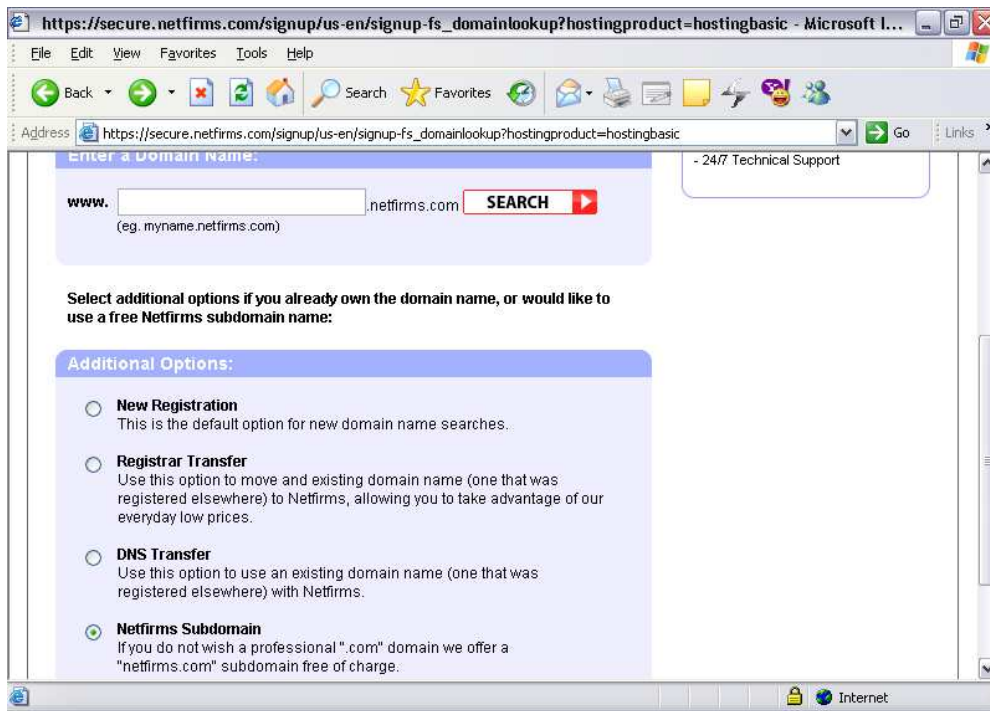 https://secure.netfirms.com/signup/us-en/signup-fs_domainlookup?hostingproduct=hostingbasic - Microsoft I...
File Edit View Favorites Tools Help
Back Search Favorites
Address https://secure.netfirms.com/signup/us-en/signup-fs_domainlookup?hostingproduct=hostingbasic Go Links
Enter a Domain Name:
- 24/7 Technical Support
www. .netfirms.com SEARCH
(eg. myname.netfirms.com)
Select additional options if you already own the domain name, or would like to
use a free Netfirms subdomain name:
Additional Options:
New Registration
This is the default option for new domain name searches.
Registrar Transfer
Use this option to move and existing domain name (one that was
registered elsewhere) to Netfirms, allowing you to take advantage of our
everyday low prices.
DNS Transfer
Use this option to use an existing domain name (one that was
registered elsewhere) with Netfirms.
Netfirms Subdomain
If you do not wish a professional ".com" domain we offer a
"netfirms.com" subdomain free of charge.
Internet